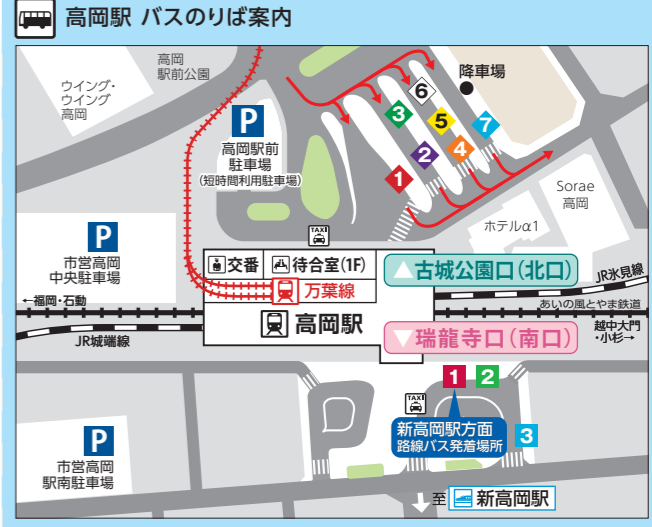 高岡駅 バスのりば案内
高岡
駅前公園
ウイング・
ウイング
高岡
P
高岡駅前
駐車場
(短時間利用駐車場)
降車場
6
3
5
7
2
4
1
Sorae
高岡
ホテルα1
TAXI
P
市営高岡
中央駐車場
交番
待合室(1F)
万葉線
高岡駅
古城公園口(北口)
瑞龍寺口(南口)
JR氷見線
あいの風とやま鉄道
←福岡・石動
越中大門
・小杉→
JR城端線
1
2
TAXI
新高岡駅方面
路線バス発着場所
3
P
市営高岡
駅南駐車場
至 新高岡駅